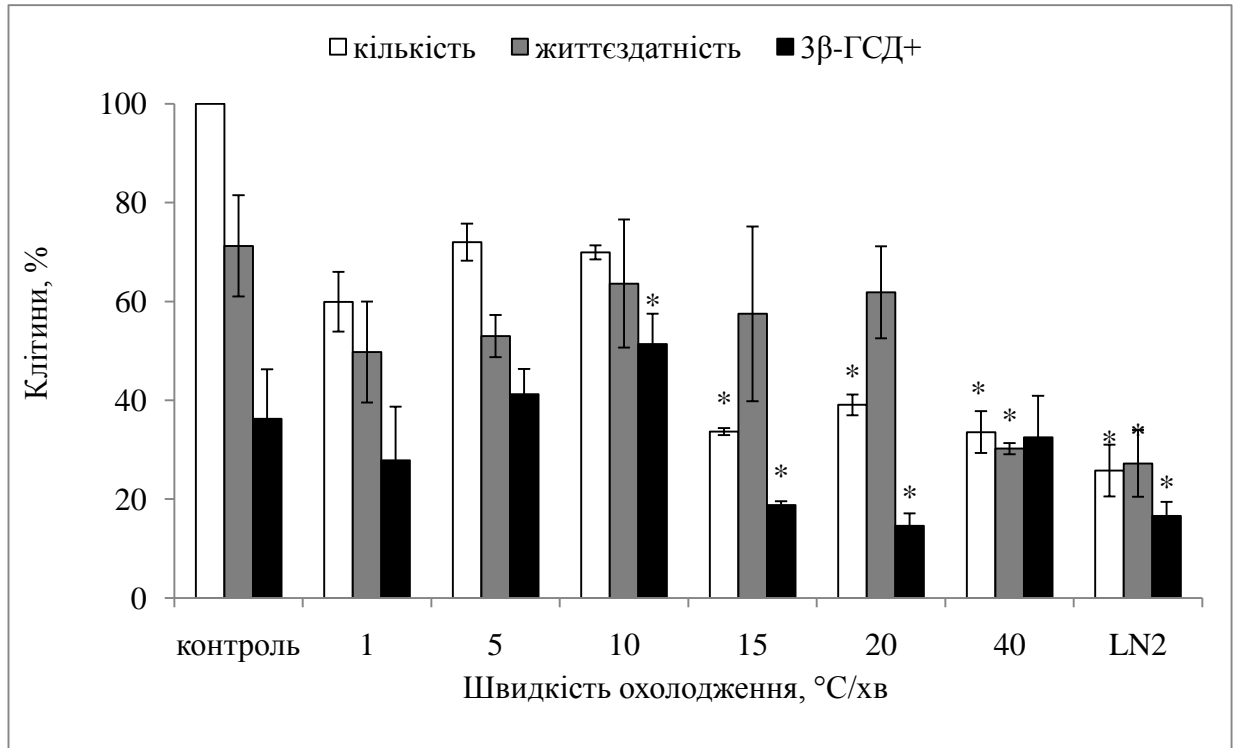 кількість життєздатність 3β-ГСД+
Клітини, %
100
80
60
40
20
0
* * * * * * * * * *
контроль 1 5 10 15 20 40 LN2
Швидкість охолодження, °С/хв